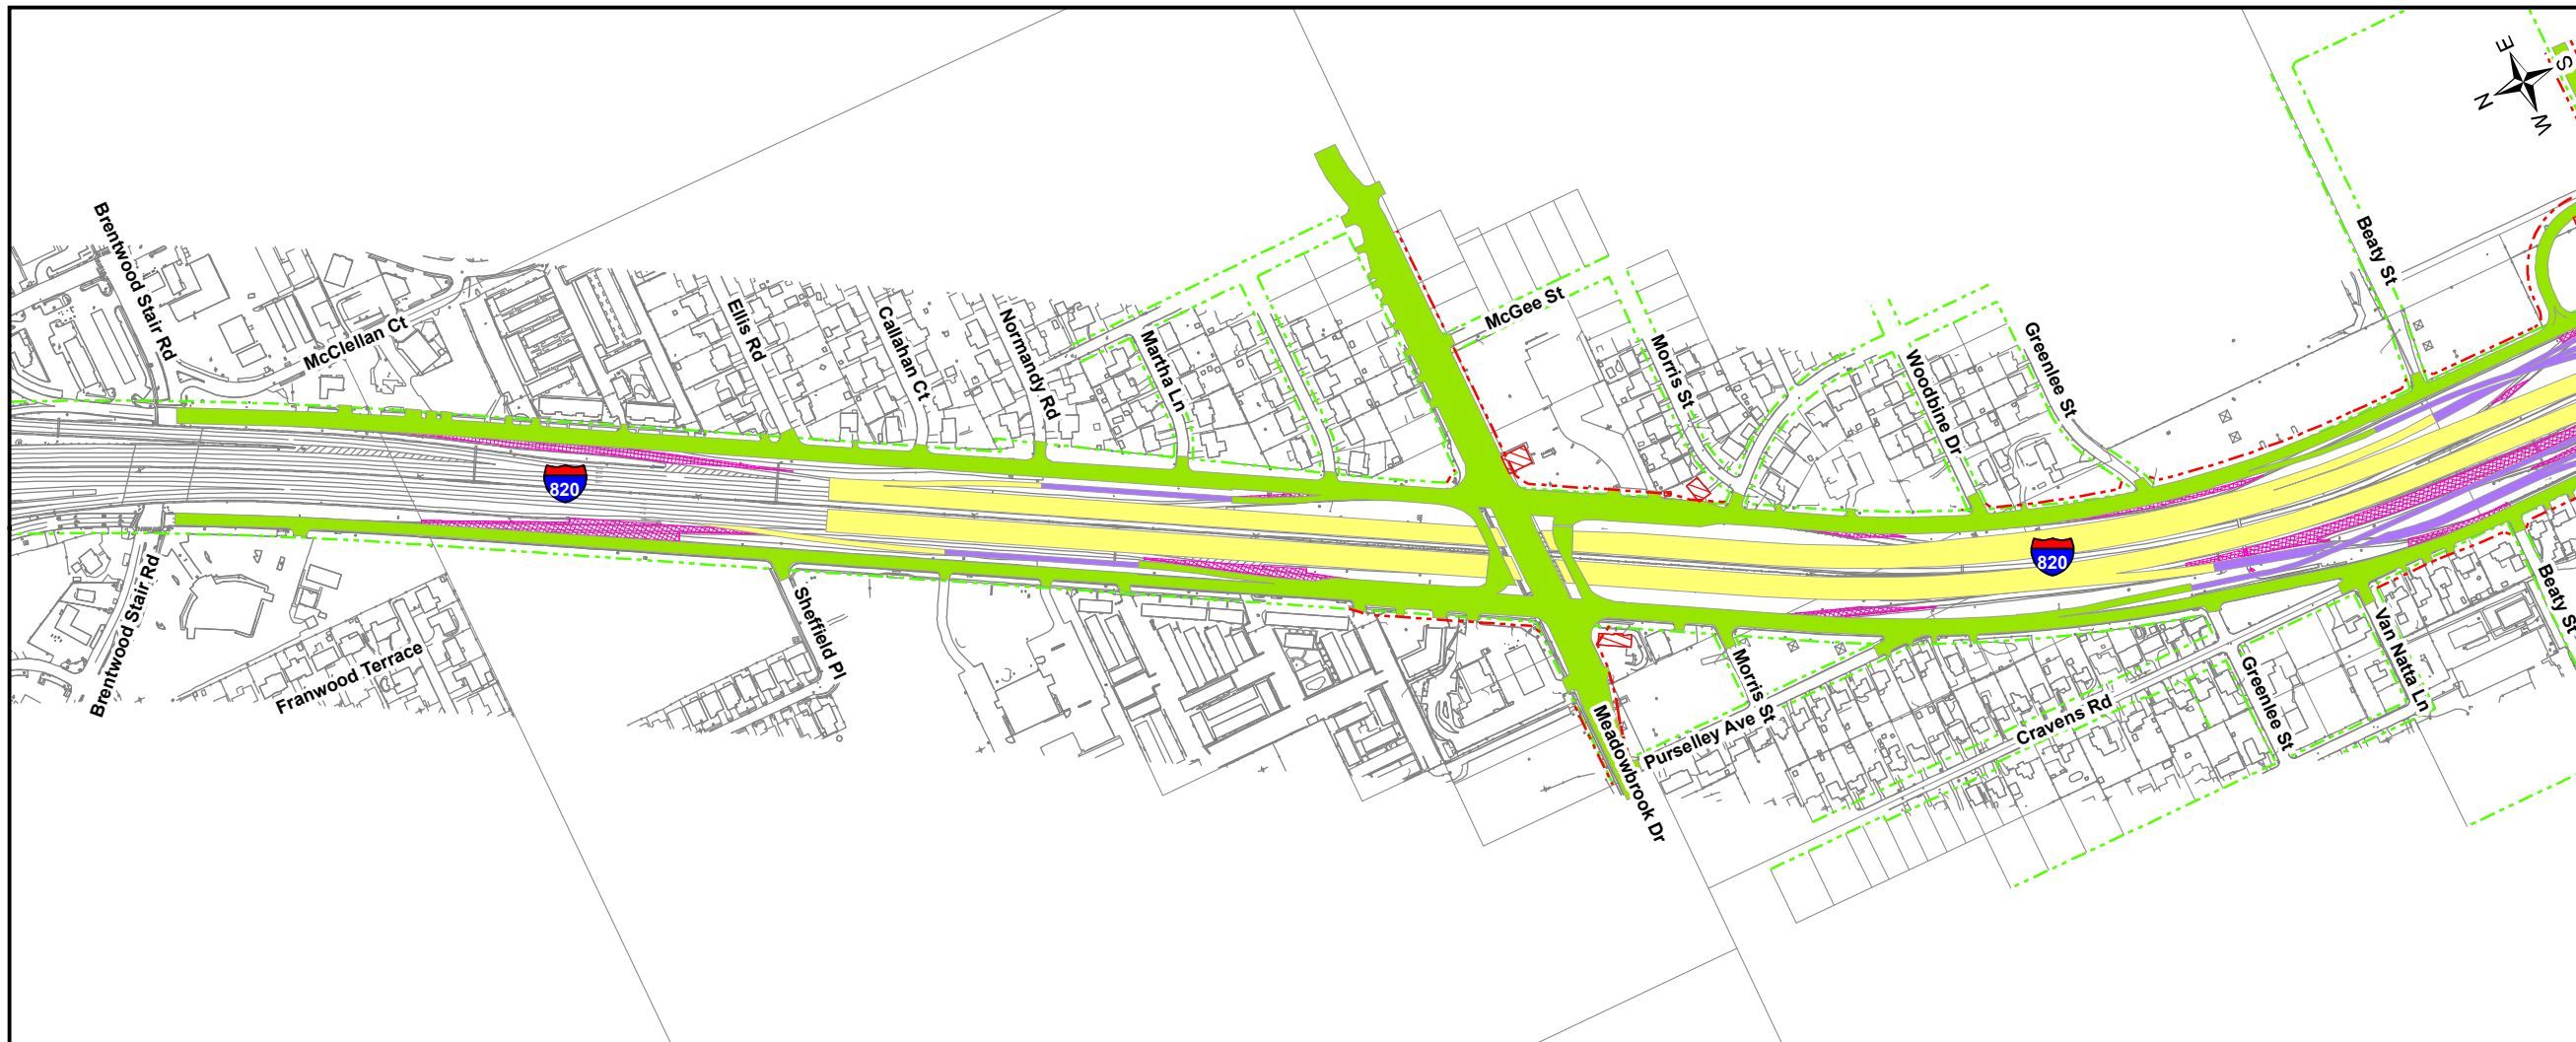 E
S
N
W
Brentwood Stair Rd
McClellan Ct
Ellis Rd
Callahan Ct
Normandy Rd
Martha Ln
McGee St
Morris St
Woodbine Dr
Greenlee St
Beaty St
820
820
Brentwood Stair Rd
Franwood Terrace
Sheffield Pl
Meadowbrook Dr
Purselley Ave
Morris St
Cravens Rd
Greenlee St
Van Natta Ln
Beaty St